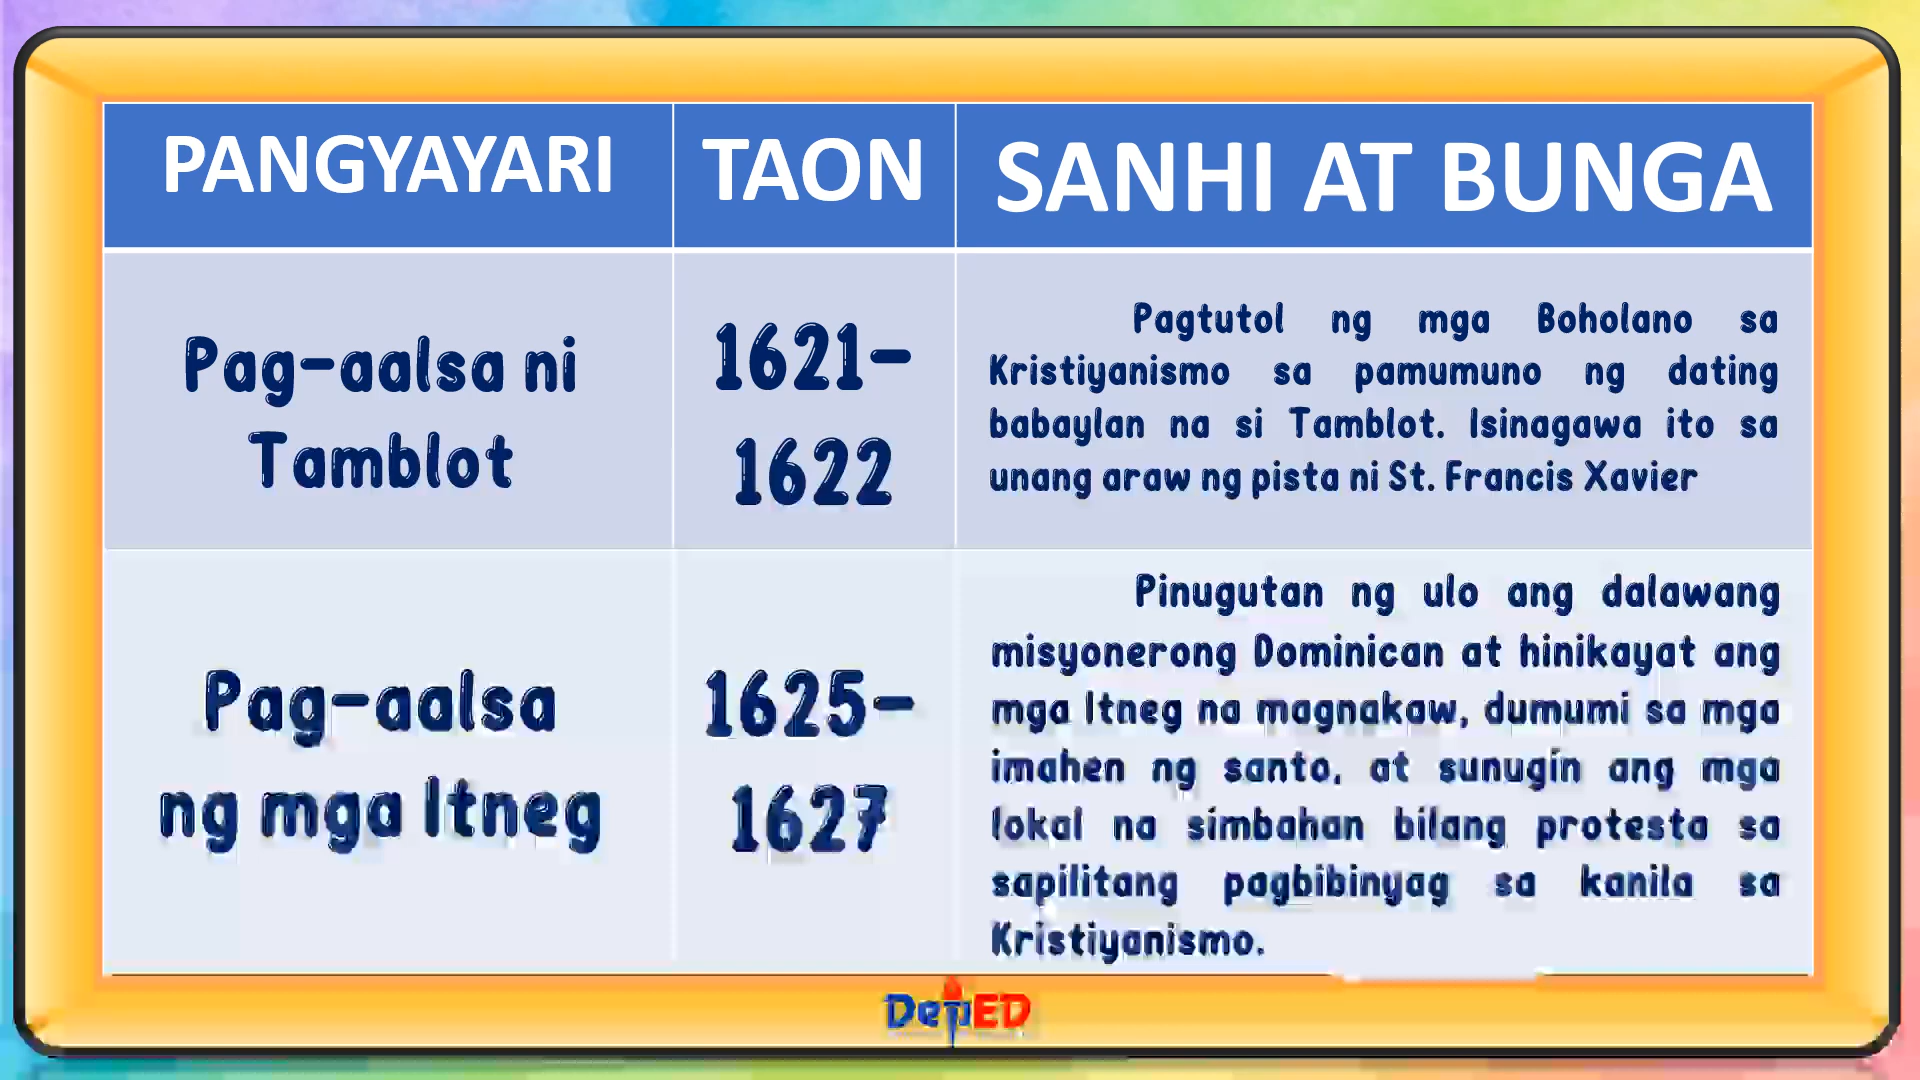 PANGYAYARI
TAON
SANHI AT BUNGA
Pag-aalsa ni
Tamblot
1621-
1622
Pagtutol ng mga Boholano sa
Kristiyanismo sa pamumuno ng dating
babaylan na si Tamblot. Isinagawa ito sa
unang araw ng pista ni St. Francis Xavier
Pag-aalsa
ng mga Itneg
1625-
1627
Pinugutan ng ulo ang dalawang
misyonerong Dominican at hinikayat ang
mga Itneg na magnakaw, dumumi sa mga
imahen ng santo, at sunugin ang mga
lokal na simbahan bilang protesta sa
sapilitang pagbibinyag sa kanila sa
Kristiyanismo.
DepED